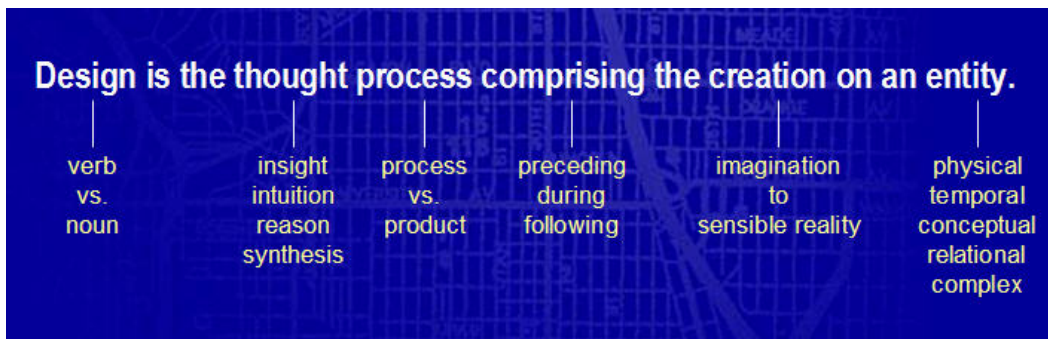 Design is the thought process comprising the creation on an entity.
verb
vs.
noun
insight
intuition
reason
synthesis
process
vs.
product
preceding
during
following
imagination
to
sensible reality
physical
temporal
conceptual
relational
complex
MEADE